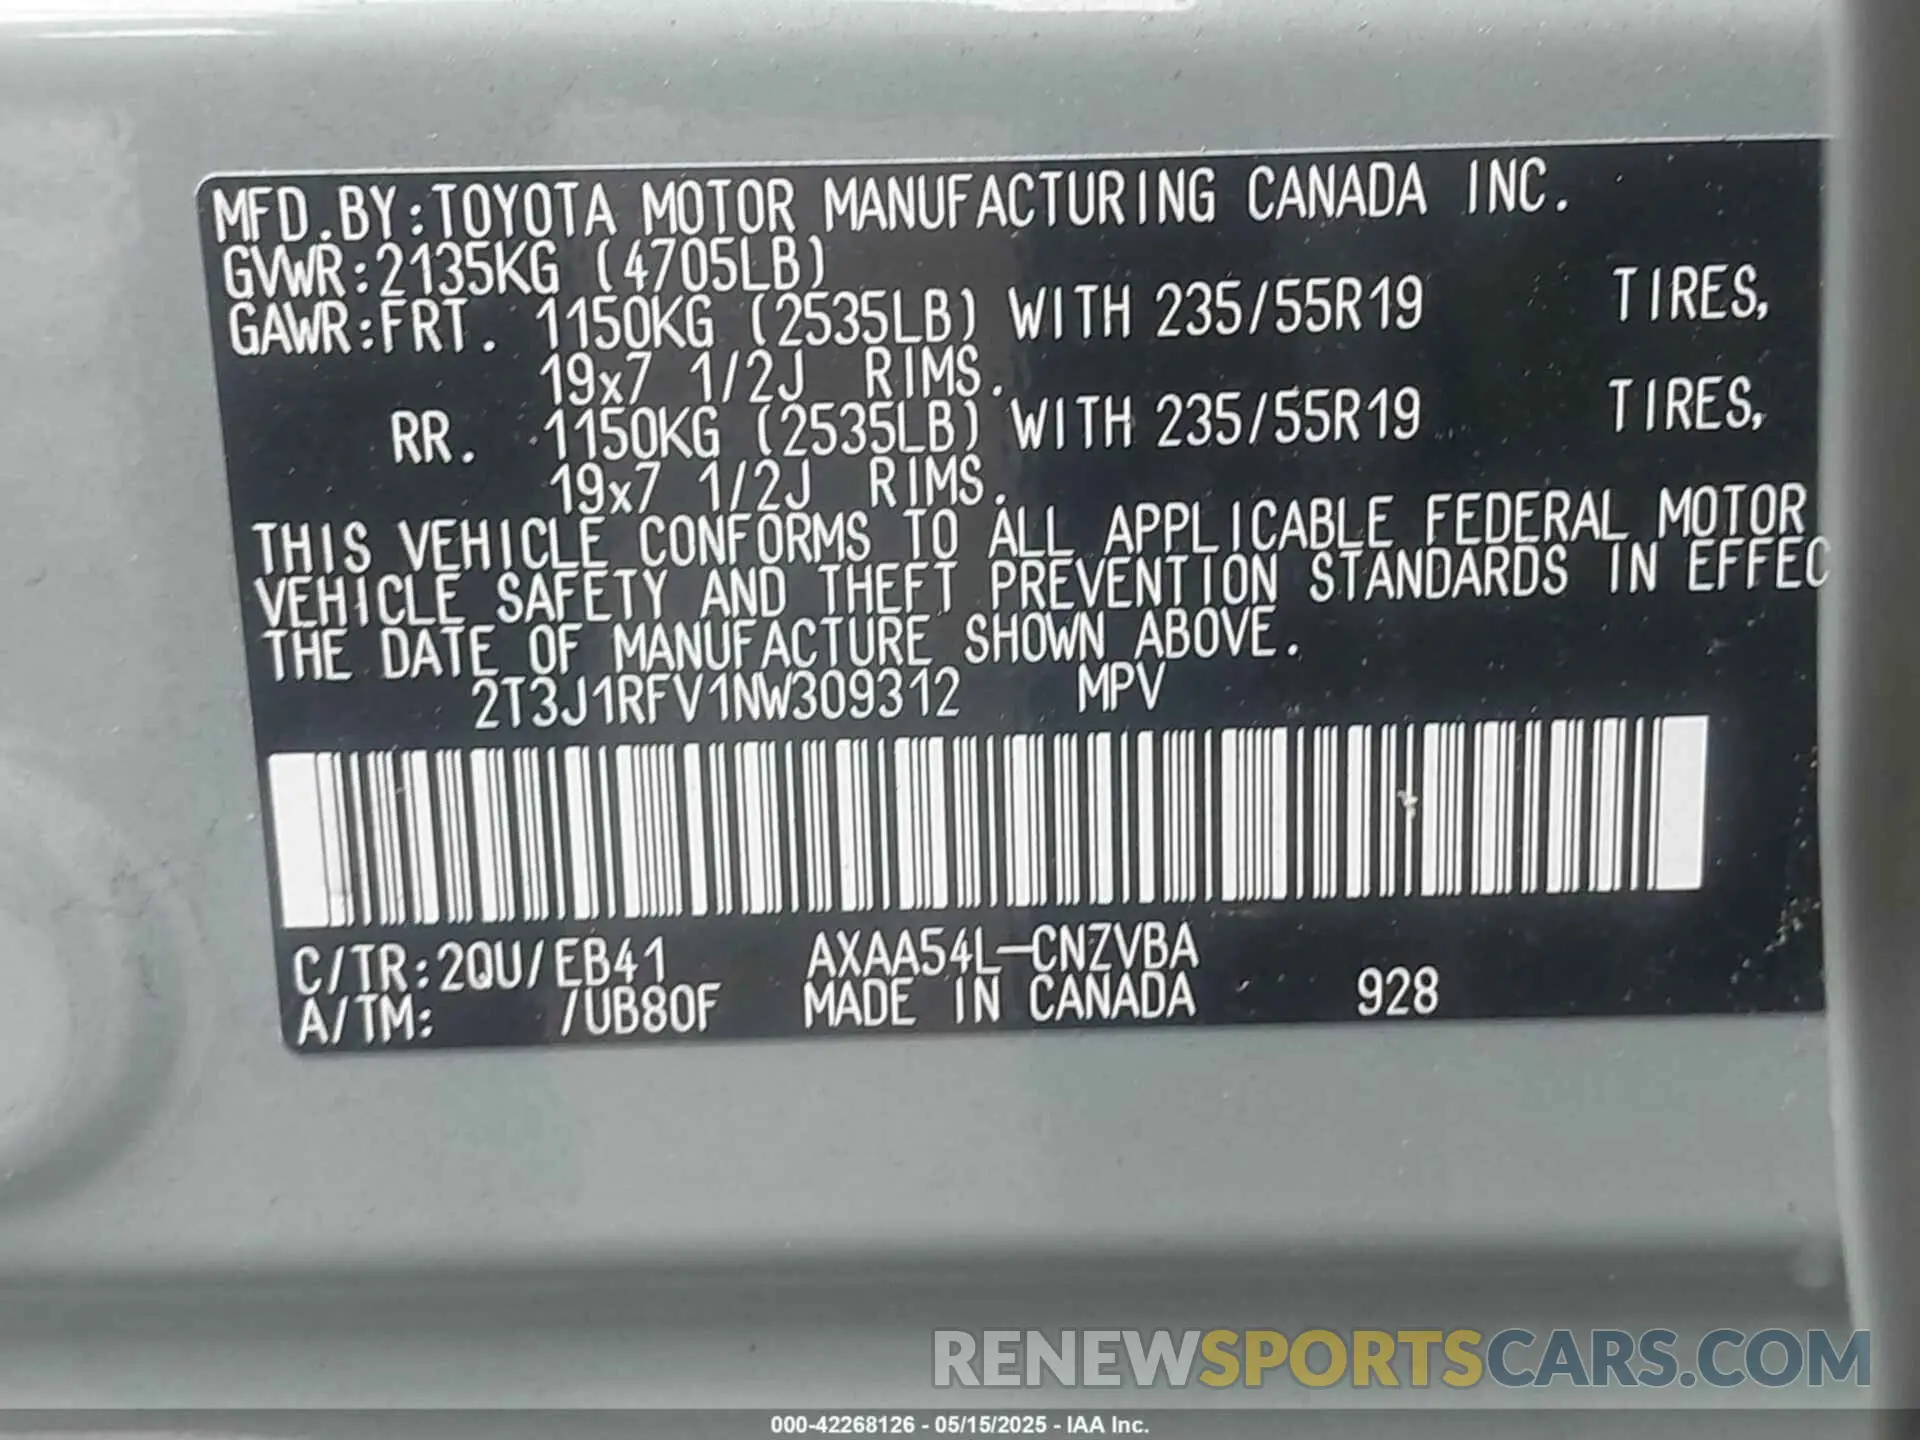 MFD.BY:TOYOTA MOTOR MANUFACTURING CANADA INC.
GVWR:2135KG (4705LB)
GAWR:FRT. 1150KG (2535LB) WITH 235/55R19 TIRES,
19x7 1/2J RIMS.
RR. 1150KG (2535LB) WITH 235/55R19 TIRES,
19x7 1/2J RIMS.
THIS VEHICLE CONFORMS TO ALL APPLICABLE FEDERAL MOTOR
VEHICLE SAFETY AND THEFT PREVENTION STANDARDS IN EFFEC
THE DATE OF MANUFACTURE SHOWN ABOVE.
2T3J1RFV1NW309312 MPV
C/TR:2QU/EB41 AXAA54L-CNZVBA
A/TM: /UB80F MADE IN CANADA 928
RENEWSPORTSCARS.COM
000-42268126 - 05/15/2025 - IAA Inc.